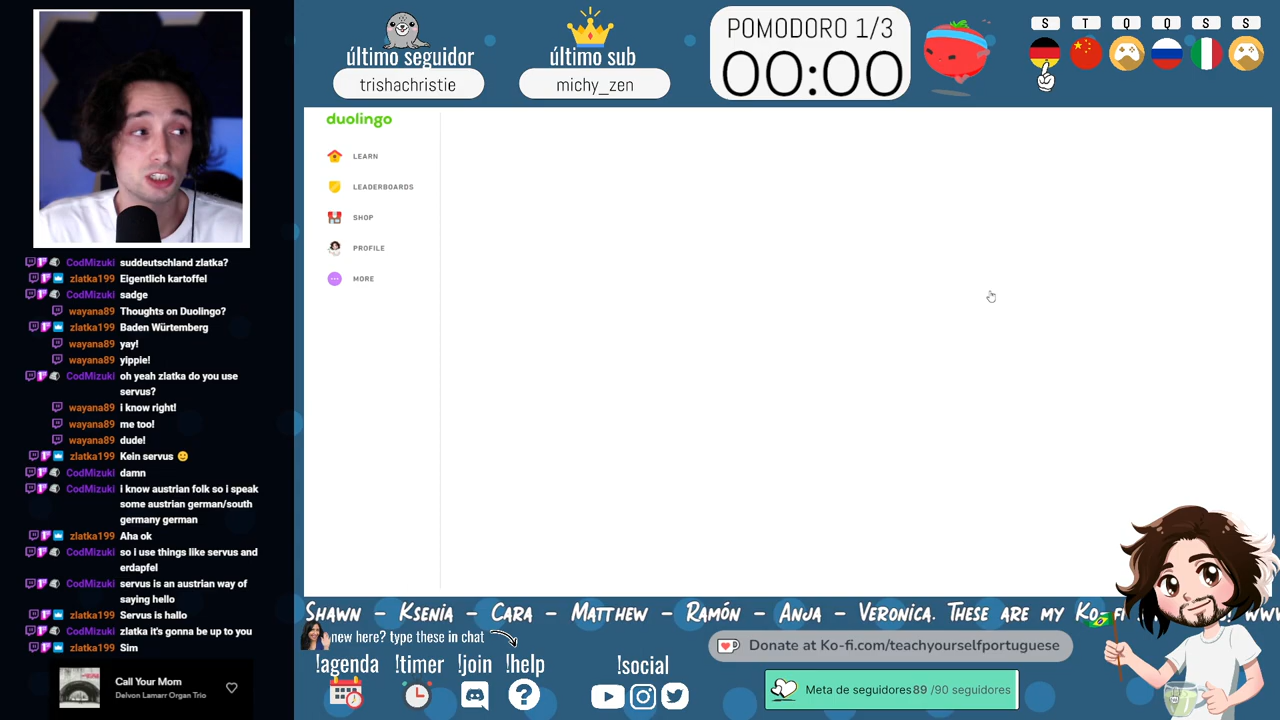 último seguidor
trishachristie
último sub
michy_zen
POMODORO 1/3
00:00
S T Q Q S S
duolingo
LEARN
LEADERBOARDS
SHOP
PROFILE
MORE
CodMizuki suddeutschland zlatka?
zlatka199 Eigentlich kartoffel
CodMizuki sadge
wayana89 Thoughts on Duolingo?
zlatka199 Baden Würtemberg
wayana89 yay!
wayana89 yippie!
CodMizuki oh yeah zlatka do you use
servus?
wayana89 i know right!
wayana89 me too!
wayana89 dude!
zlatka199 Kein servus
CodMizuki damn
CodMizuki i know austrian folk so i speak
some austrian german/south
germany german
zlatka199 Aha ok
CodMizuki so i use things like servus and
erdapfel
CodMizuki servus is an austrian way of
saying hello
zlatka199 Servus is hallo
CodMizuki zlatka it's gonna be up to you
zlatka199 Sim
Call Your Mom
Delvon Lamarr Organ Trio
Shawn - Ksenia - Cara - Matthew - Ramón - Anja - Veronica. These are my Ko-f
new here? type these in chat
!agenda !timer !join !help !social
Donate at Ko-fi.com/teachyourselfportuguese
Meta de seguidores 89 /90 seguidores